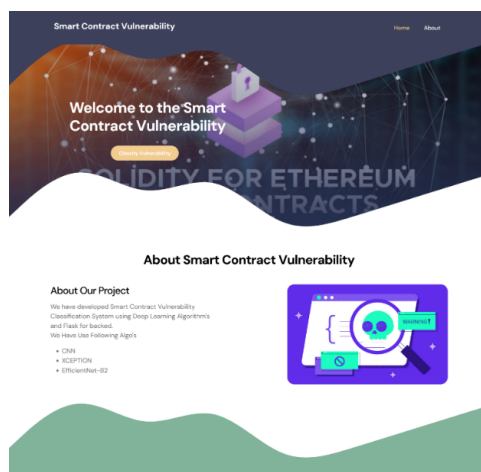 Smart Contract Vulnerability
Home About
Welcome to the Smart
Contract Vulnerability
Classify Vulnerability
SOLIDITY FOR ETHEREUM
NTRACTS
About Smart Contract Vulnerability
About Our Project
We have developed Smart Contract Vulnerability
Classification System using Deep Learning Algorithm's
and Flask for backed.
We Have Use Following Algo's
CNN
XCEPTION
EfficientNet-B2
WARNING!